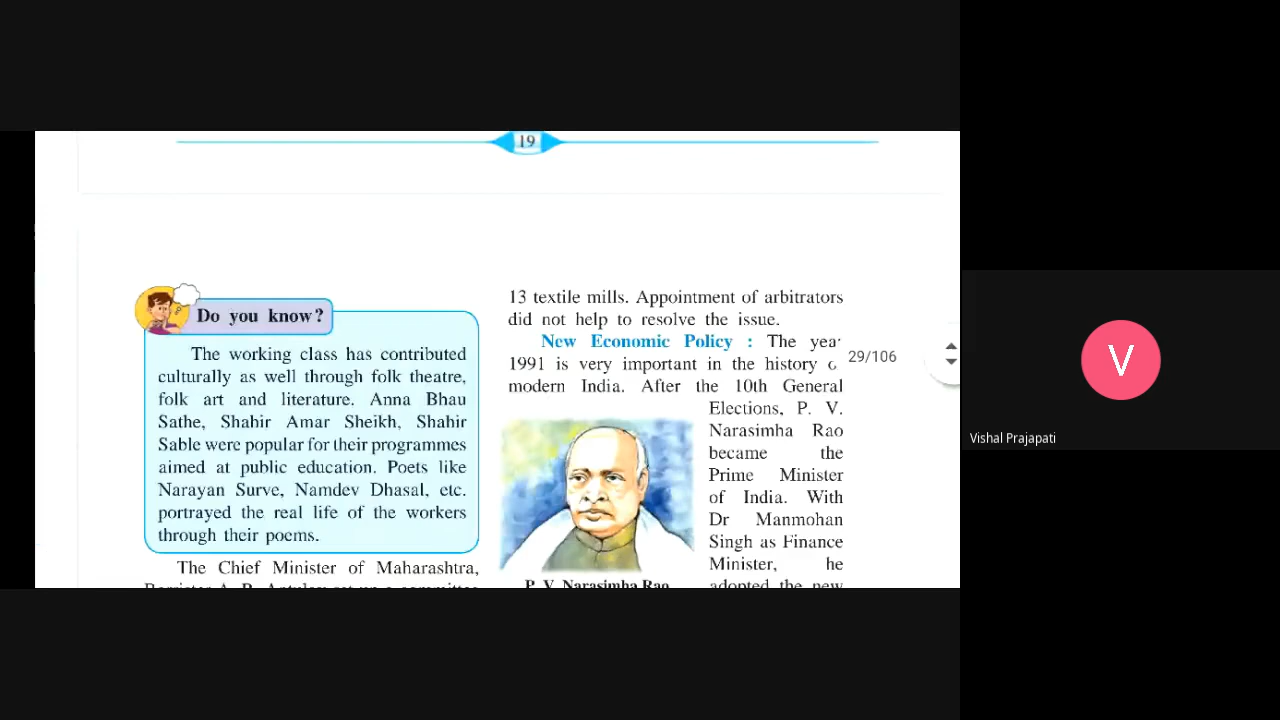 19
Do you know?
The working class has contributed
culturally as well through folk theatre,
folk art and literature. Anna Bhau
Sathe, Shahir Amar Sheikh, Shahir
Sable were popular for their programmes
aimed at public education. Poets like
Narayan Surve, Namdev Dhasal, etc.
portrayed the real life of the workers
through their poems.
The Chief Minister of Maharashtra,
13 textile mills. Appointment of arbitrators
did not help to resolve the issue.
New Economic Policy : The year
1991 is very important in the history o
modern India. After the 10th General
Elections, P. V.
Narasimha Rao
became the
Prime Minister
of India. With
Dr Manmohan
Singh as Finance
Minister, he
adopted the new
P. V. Narasimha Rao
29/106
V
Vishal Prajapati